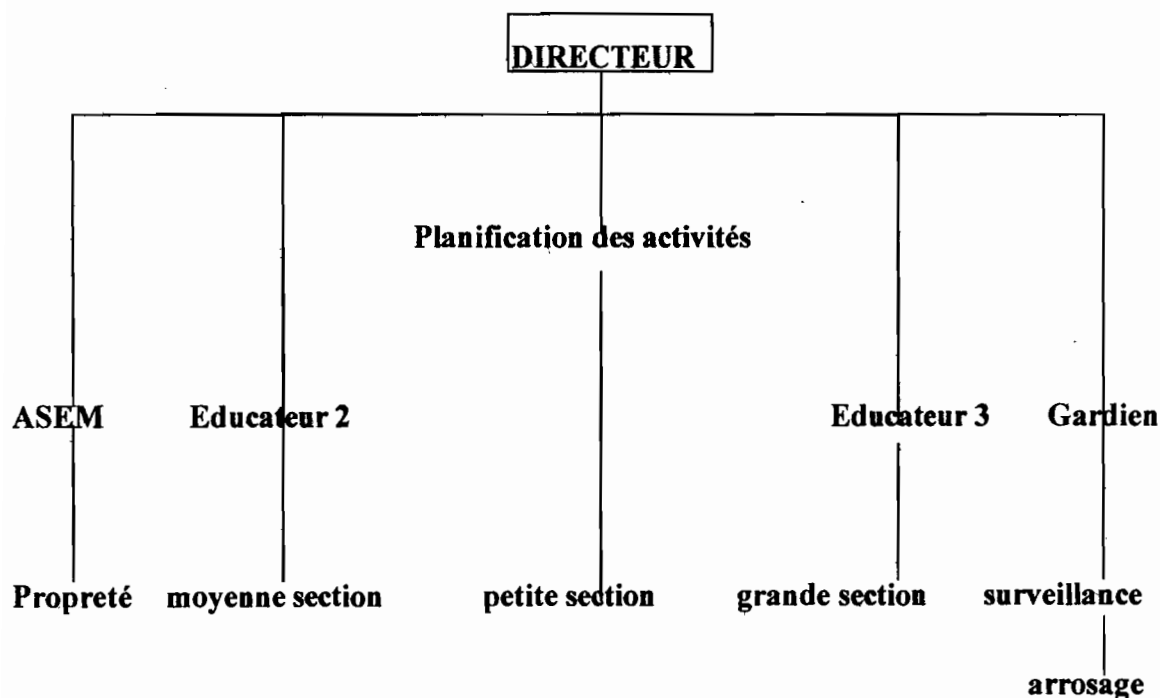 DIRECTEUR
Planification des activités
ASEM Educateur 2 Educateur 3 Gardien
Propreté moyenne section petite section grande section surveillance
arrosage